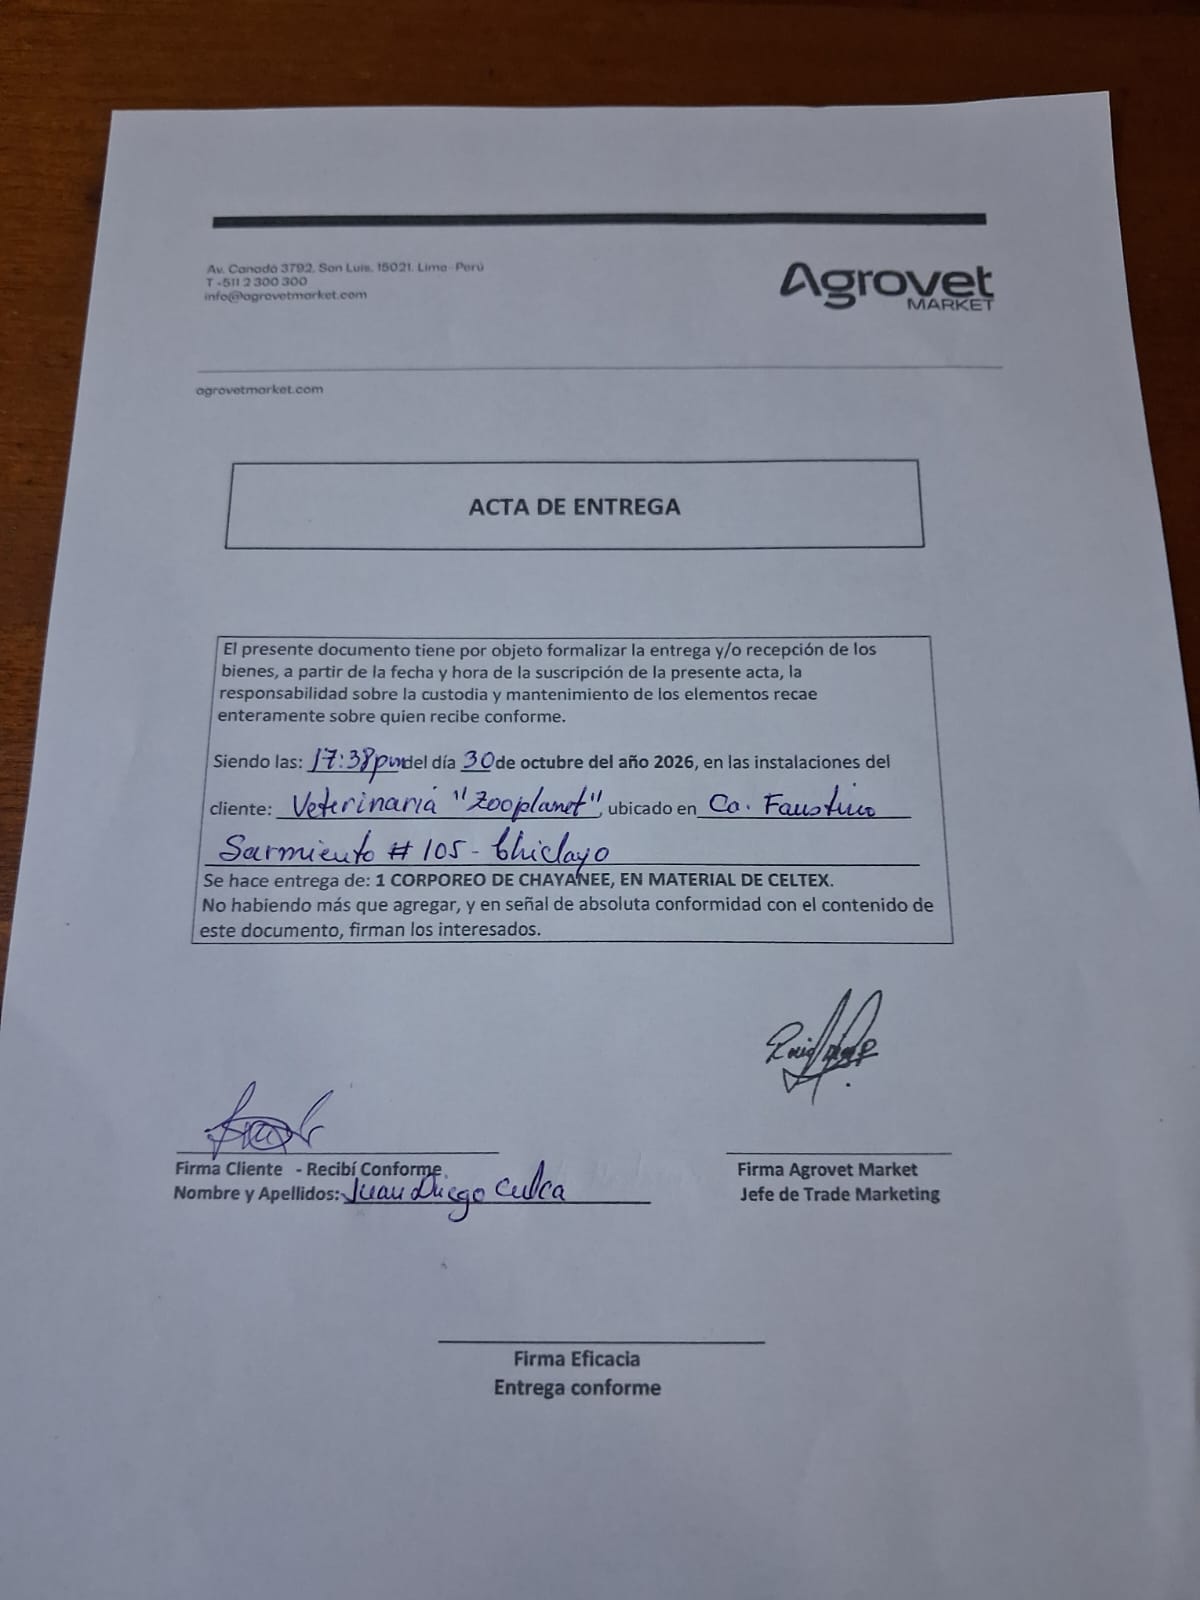 Av. Canadá 3792, San Luis, 15021, Lima - Perú
T -511 2 300 300
info@agrovetmarket.com
Agrovet
MARKET
agrovetmarket.com
ACTA DE ENTREGA
El presente documento tiene por objeto formalizar la entrega y/o recepción de los
bienes, a partir de la fecha y hora de la suscripción de la presente acta, la
responsabilidad sobre la custodia y mantenimiento de los elementos recae
enteramente sobre quien recibe conforme.
Siendo las: 17:38pm del día 30 de octubre del año 2026, en las instalaciones del
cliente: Veterinaria "Zooplanet", ubicado en Ca. Faustino
Sarmiento # 105 - Chiclayo
Se hace entrega de: 1 CORPOREO DE CHAYANEE, EN MATERIAL DE CELTEX.
No habiendo más que agregar, y en señal de absoluta conformidad con el contenido de
este documento, firman los interesados.
Firma Cliente - Recibí Conforme
Nombre y Apellidos: Juan Diego Culca
Firma Agrovet Market
Jefe de Trade Marketing
Firma Eficacia
Entrega conforme